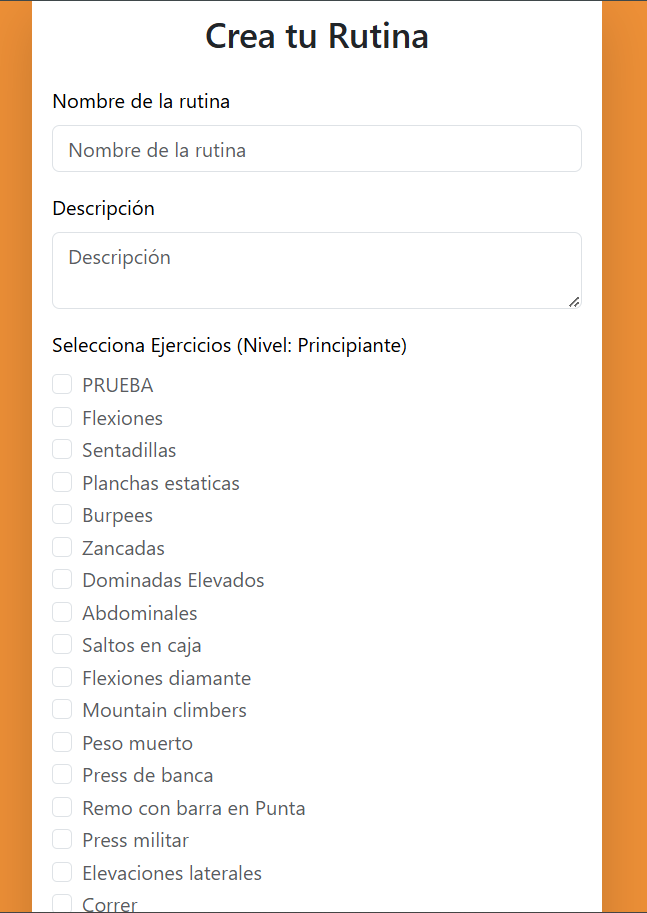 Crea tu Rutina
Nombre de la rutina
Nombre de la rutina
Descripción
Descripción
Selecciona Ejercicios (Nivel: Principiante)
PRUEBA
Flexiones
Sentadillas
Planchas estaticas
Burpees
Zancadas
Dominadas Elevados
Abdominales
Saltos en caja
Flexiones diamante
Mountain climbers
Peso muerto
Press de banca
Remo con barra en Punta
Press militar
Elevaciones laterales
Correr